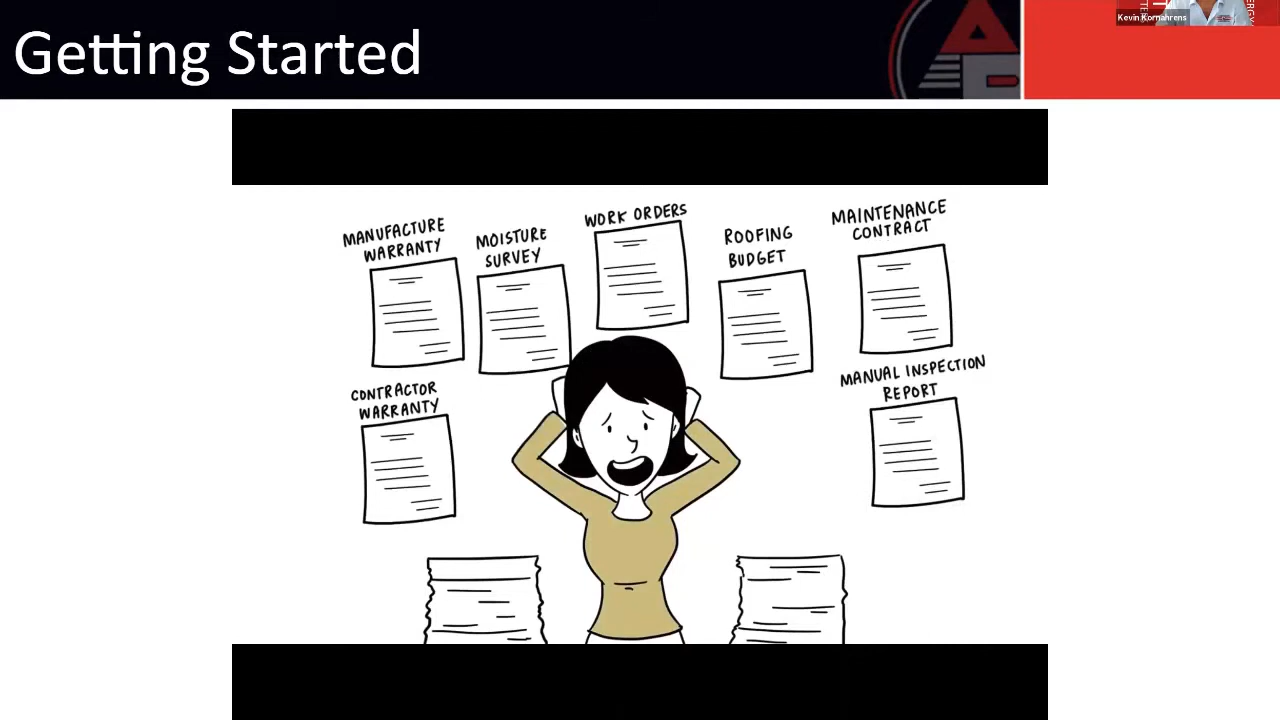 Getting Started
Kevin Kornahrens
MANUFACTURE
WARRANTY
MOISTURE
SURVEY
WORK ORDERS
ROOFING
BUDGET
MAINTENANCE
CONTRACT
CONTRACTOR
WARRANTY
MANUAL INSPECTION
REPORT